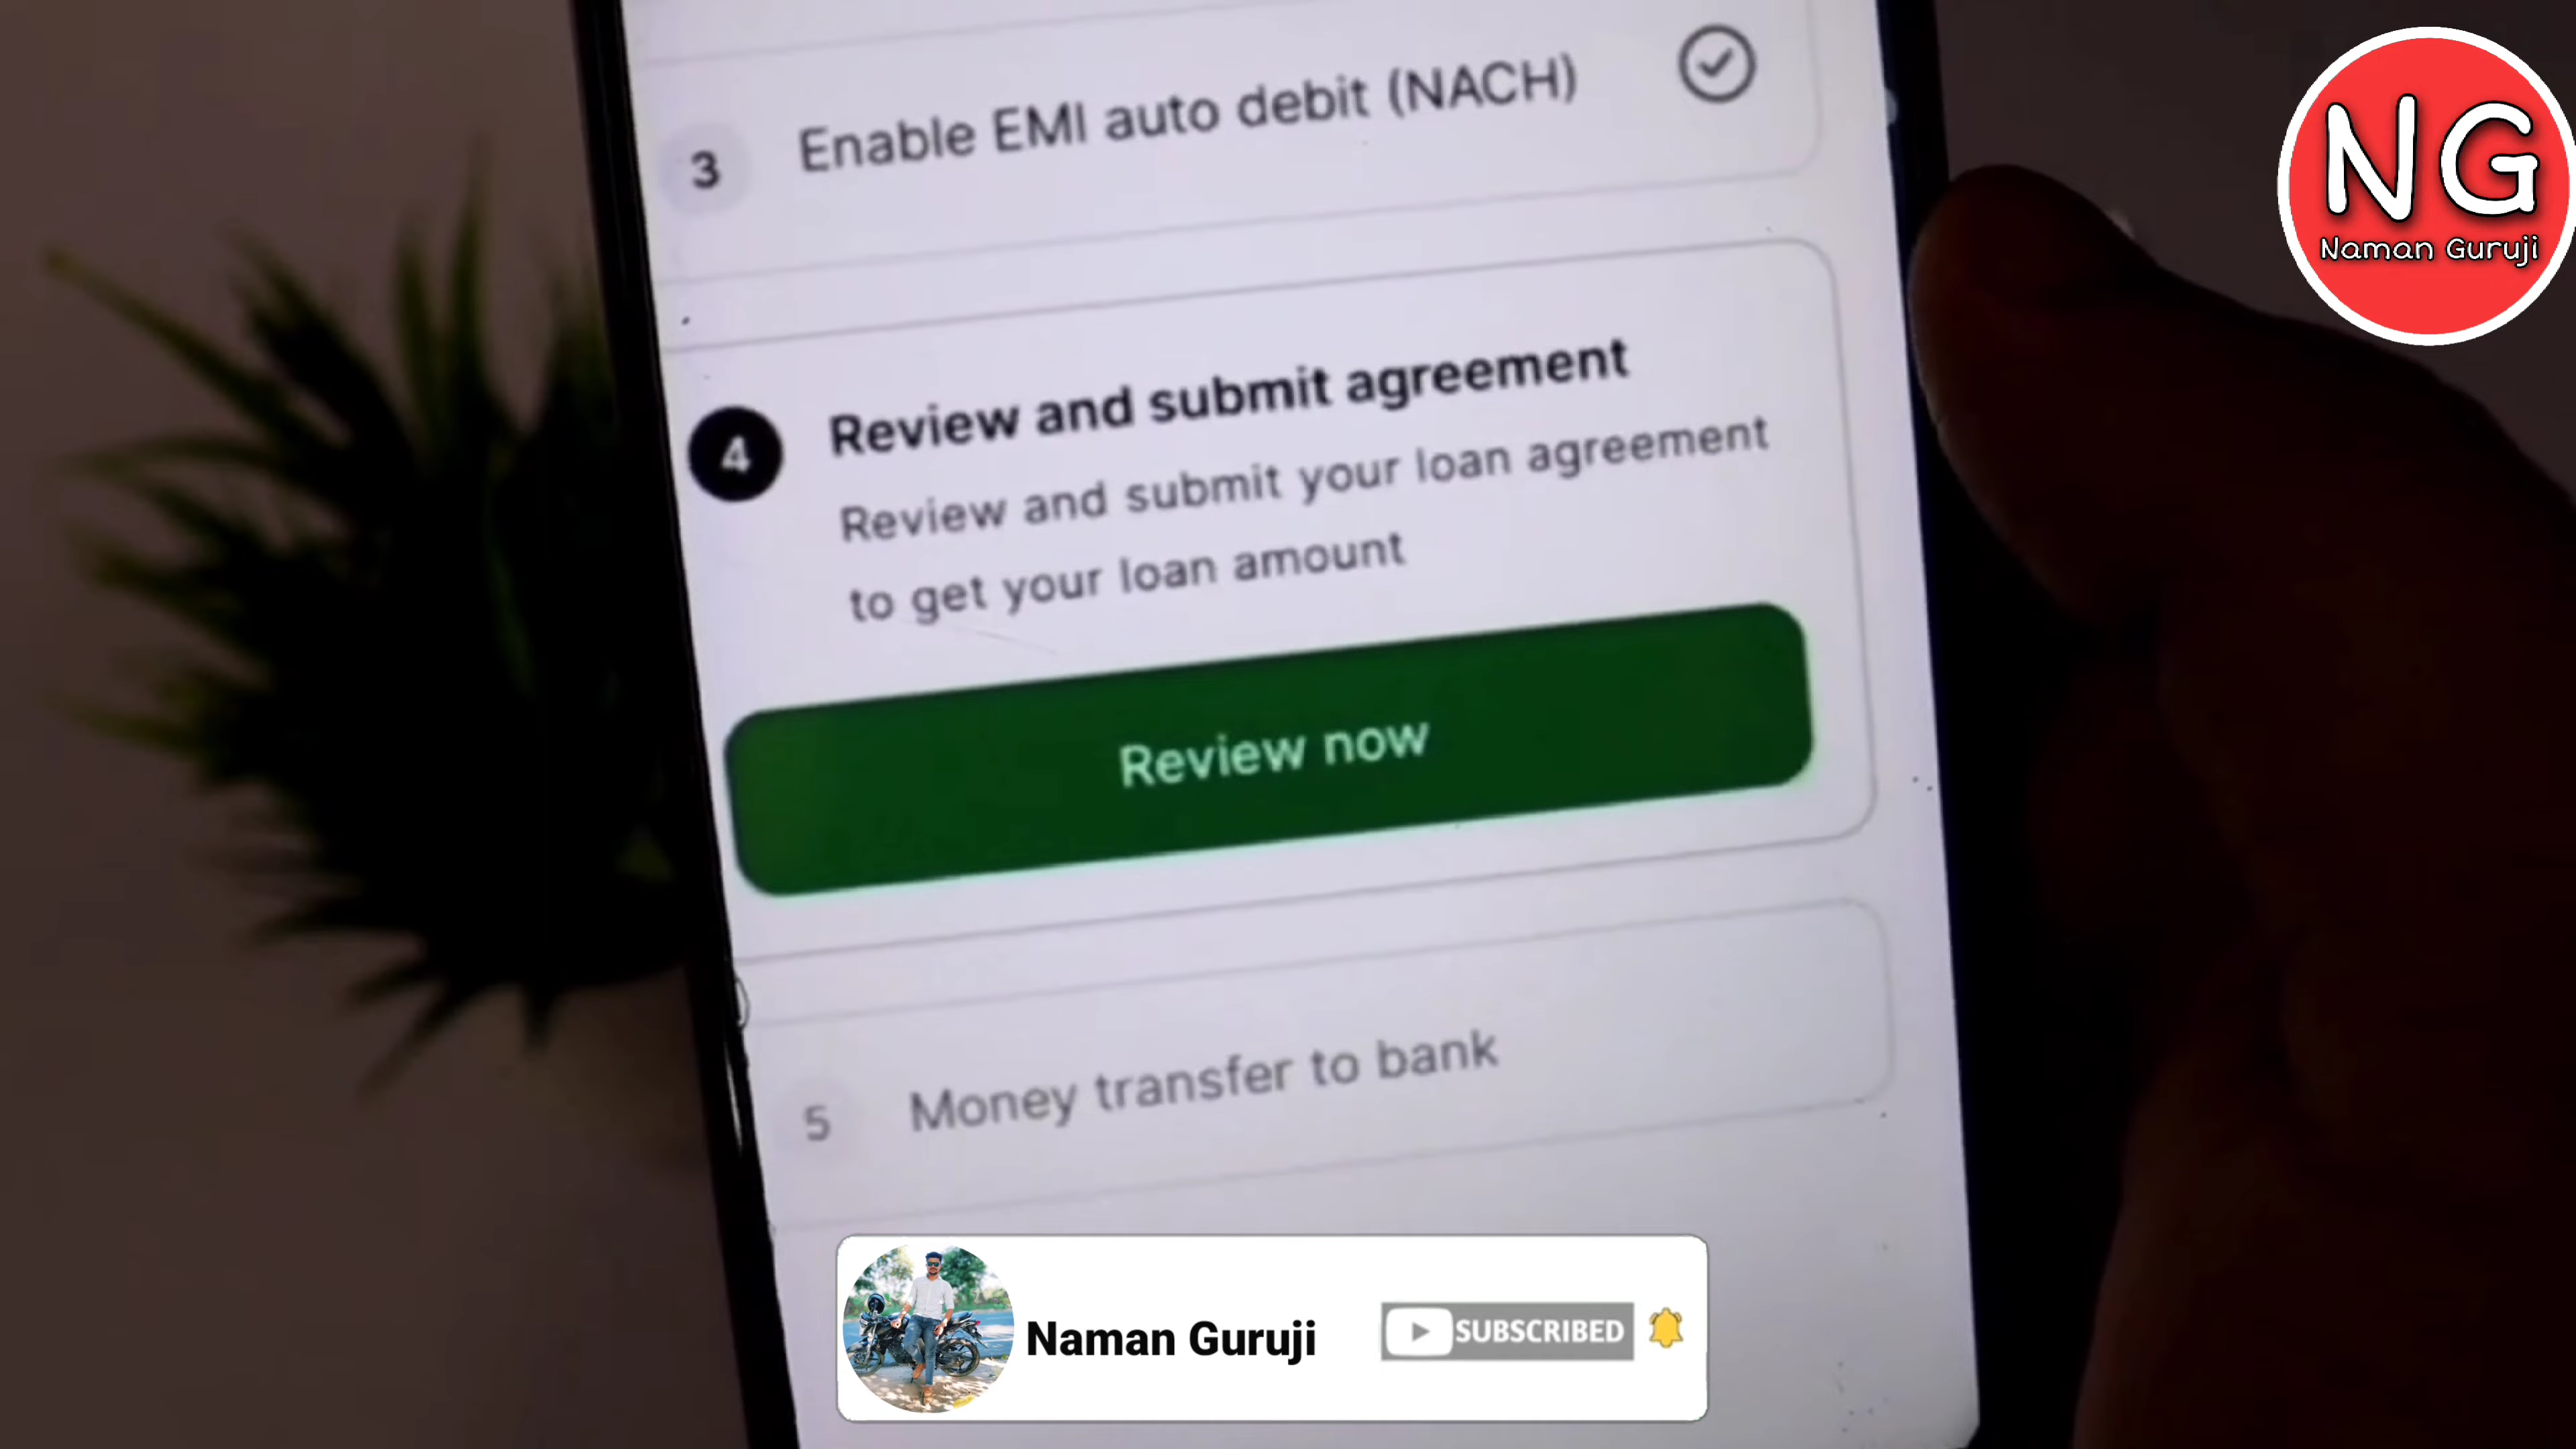 3 Enable EMI auto debit (NACH)
NG
Naman Guruji
4 Review and submit agreement
Review and submit your loan agreement
to get your loan amount
Review now
5 Money transfer to bank
Naman Guruji SUBSCRIBED